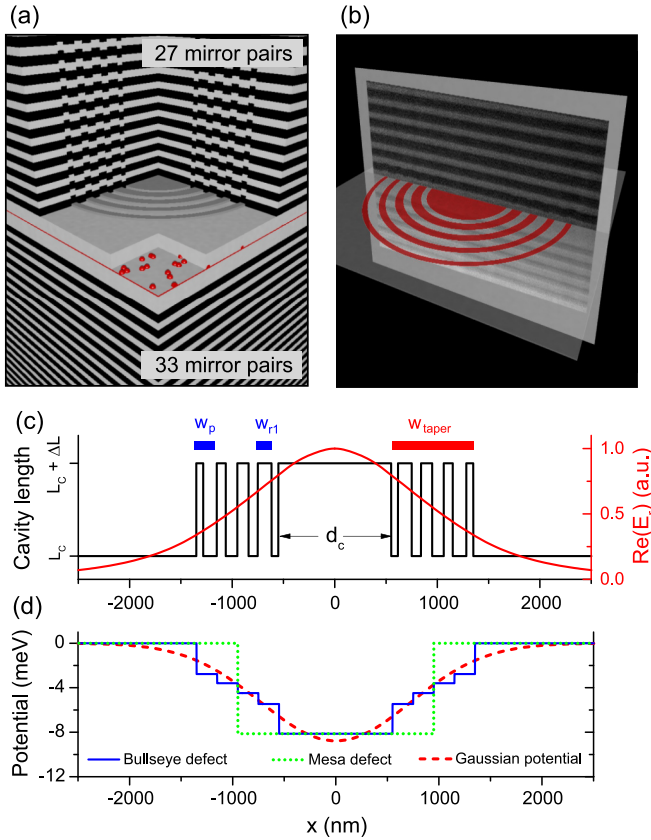 (a)
27 mirror pairs
33 mirror pairs
(b)
(c)
w_p
w_r1
w_taper
Cavity length
L_C + ΔL
L_C
d_c
1.0
0.5
0.0
-2000 -1000 0 1000 2000
(d)
Potential (meV)
0
-4
-8
-12
Bullseye defect Mesa defect Gaussian potential
-2000 -1000 0 1000 2000
x (nm)